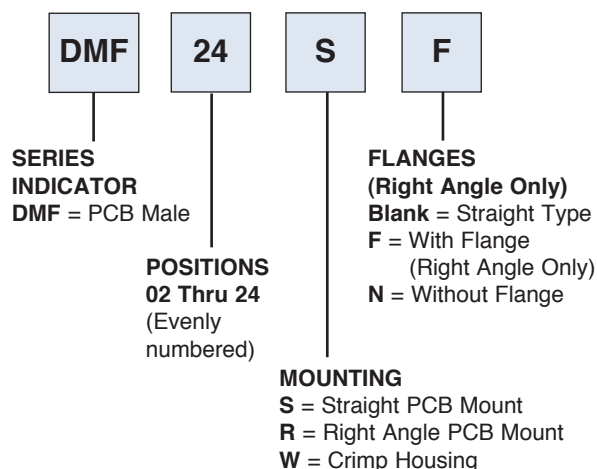 DMF 24 S F
SERIES
INDICATOR
DMF = PCB Male
POSITIONS
02 Thru 24
(Evenly
numbered)
MOUNTING
S = Straight PCB Mount
R = Right Angle PCB Mount
W = Crimp Housing
FLANGES
(Right Angle Only)
Blank = Straight Type
F = With Flange
(Right Angle Only)
N = Without Flange